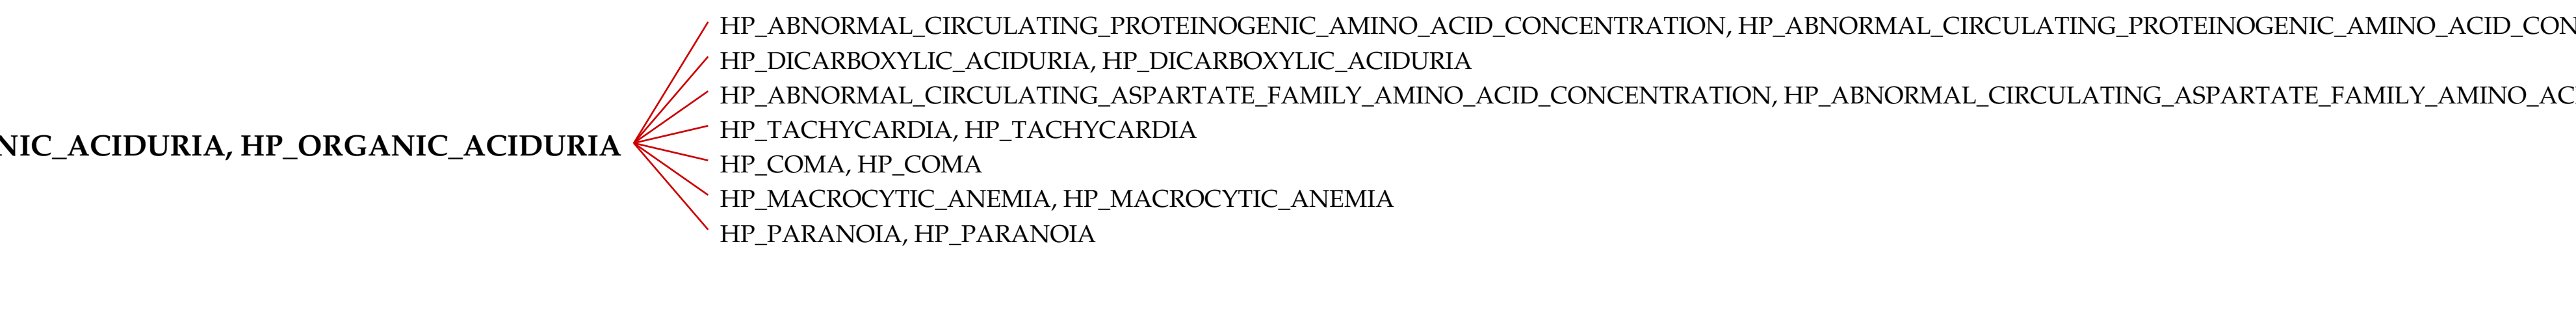 HP_ABNORMAL_CIRCULATING_PROTEINOGENIC_AMINO_ACID_CONCENTRATION, HP_ABNORMAL_CIRCULATING_PROTEINOGENIC_AMINO_ACID_CON
HP_DICARBOXYLIC_ACIDURIA, HP_DICARBOXYLIC_ACIDURIA
HP_ABNORMAL_CIRCULATING_ASPARTATE_FAMILY_AMINO_ACID_CONCENTRATION, HP_ABNORMAL_CIRCULATING_ASPARTATE_FAMILY_AMINO_AC
HP_TACHYCARDIA, HP_TACHYCARDIA
NIC_ACIDURIA, HP_ORGANIC_ACIDURIA
HP_COMA, HP_COMA
HP_MACROCYTIC_ANEMIA, HP_MACROCYTIC_ANEMIA
HP_PARANOIA, HP_PARANOIA